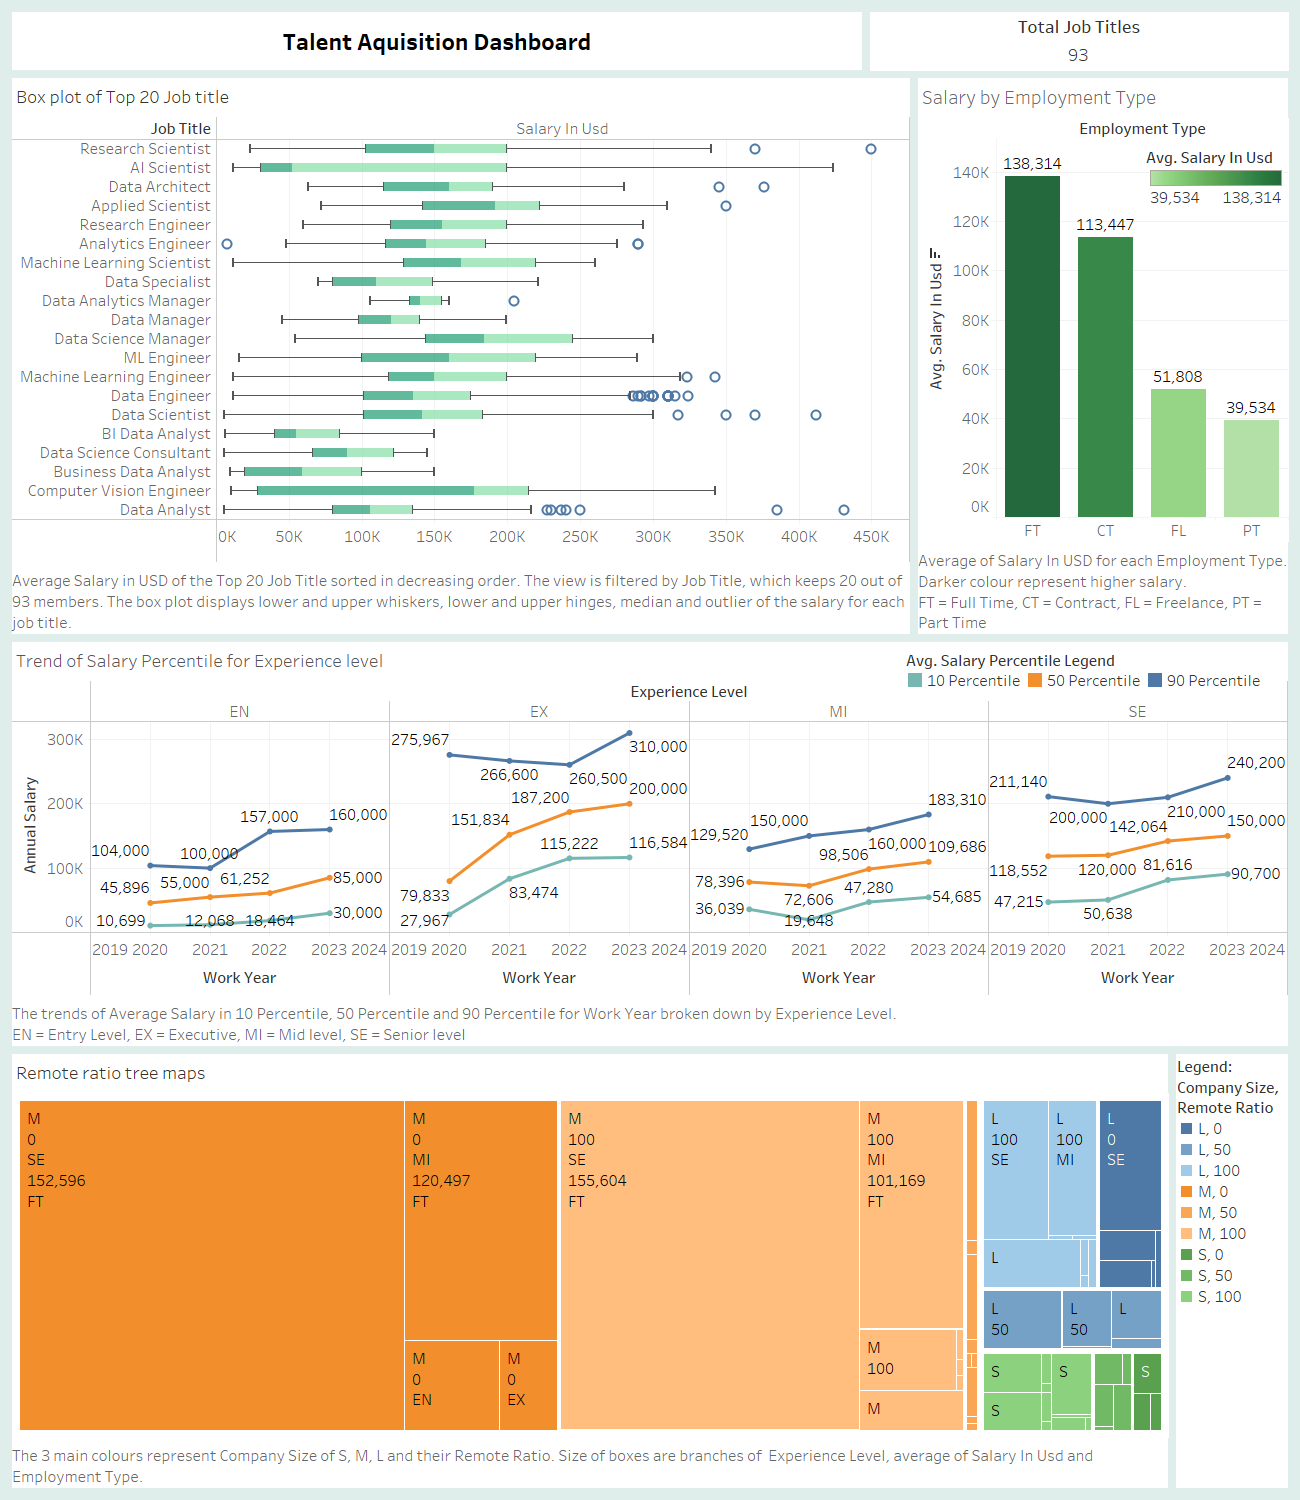 Talent Aquisition Dashboard
Total Job Titles
93
Box plot of Top 20 Job title
Job Title
Salary In Usd
Research Scientist
AI Scientist
Data Architect
Applied Scientist
Research Engineer
Analytics Engineer
Machine Learning Scientist
Data Specialist
Data Analytics Manager
Data Manager
Data Science Manager
ML Engineer
Machine Learning Engineer
Data Engineer
Data Scientist
BI Data Analyst
Data Science Consultant
Business Data Analyst
Computer Vision Engineer
Data Analyst
0K 50K 100K 150K 200K 250K 300K 350K 400K 450K
Average Salary in USD of the Top 20 Job Title sorted in decreasing order. The view is filtered by Job Title, which keeps 20 out of
93 members. The box plot displays lower and upper whiskers, lower and upper hinges, median and outlier of the salary for each
job title.
Salary by Employment Type
Employment Type
Avg. Salary In Usd
39,534 138,314
Avg. Salary In Usd
140K
120K
100K
80K
60K
40K
20K
0K
138,314
113,447
51,808
39,534
FT CT FL PT
Average of Salary In USD for each Employment Type.
Darker colour represent higher salary.
FT = Full Time, CT = Contract, FL = Freelance, PT =
Part Time
Trend of Salary Percentile for Experience level
Avg. Salary Percentile Legend
10 Percentile 50 Percentile 90 Percentile
Experience Level
EN EX MI SE
Annual Salary
300K
200K
100K
0K
104,000 100,000 157,000 160,000
45,896 55,000 61,252 85,000
10,699 12,068 18,464 30,000
275,967 266,600 260,500 310,000
79,833 151,834 187,200 200,000
27,967 83,474 115,222 116,584
129,520 150,000 160,000 183,310
78,396 72,606 98,506 109,686
36,039 19,648 47,280 54,685
211,140 200,000 210,000 240,200
118,552 120,000 142,064 150,000
47,215 50,638 81,616 90,700
2019 2020 2021 2022 2023 2024 2019 2020 2021 2022 2023 2024 2019 2020 2021 2022 2023 2024 2019 2020 2021 2022 2023 2024
Work Year Work Year Work Year Work Year
The trends of Average Salary in 10 Percentile, 50 Percentile and 90 Percentile for Work Year broken down by Experience Level.
EN = Entry Level, EX = Executive, MI = Mid level, SE = Senior level
Remote ratio tree maps
M
0
SE
152,596
FT
M
0
MI
120,497
FT
M
0
EN
M
0
EX
M
100
SE
155,604
FT
M
100
MI
101,169
FT
M
100
M
L
100
SE
L
100
MI
L
0
SE
L
L
50
L
50
L
S
S
S
S
Legend:
Company Size,
Remote Ratio
L, 0
L, 50
L, 100
M, 0
M, 50
M, 100
S, 0
S, 50
S, 100
The 3 main colours represent Company Size of S, M, L and their Remote Ratio. Size of boxes are branches of Experience Level, average of Salary In Usd and
Employment Type.